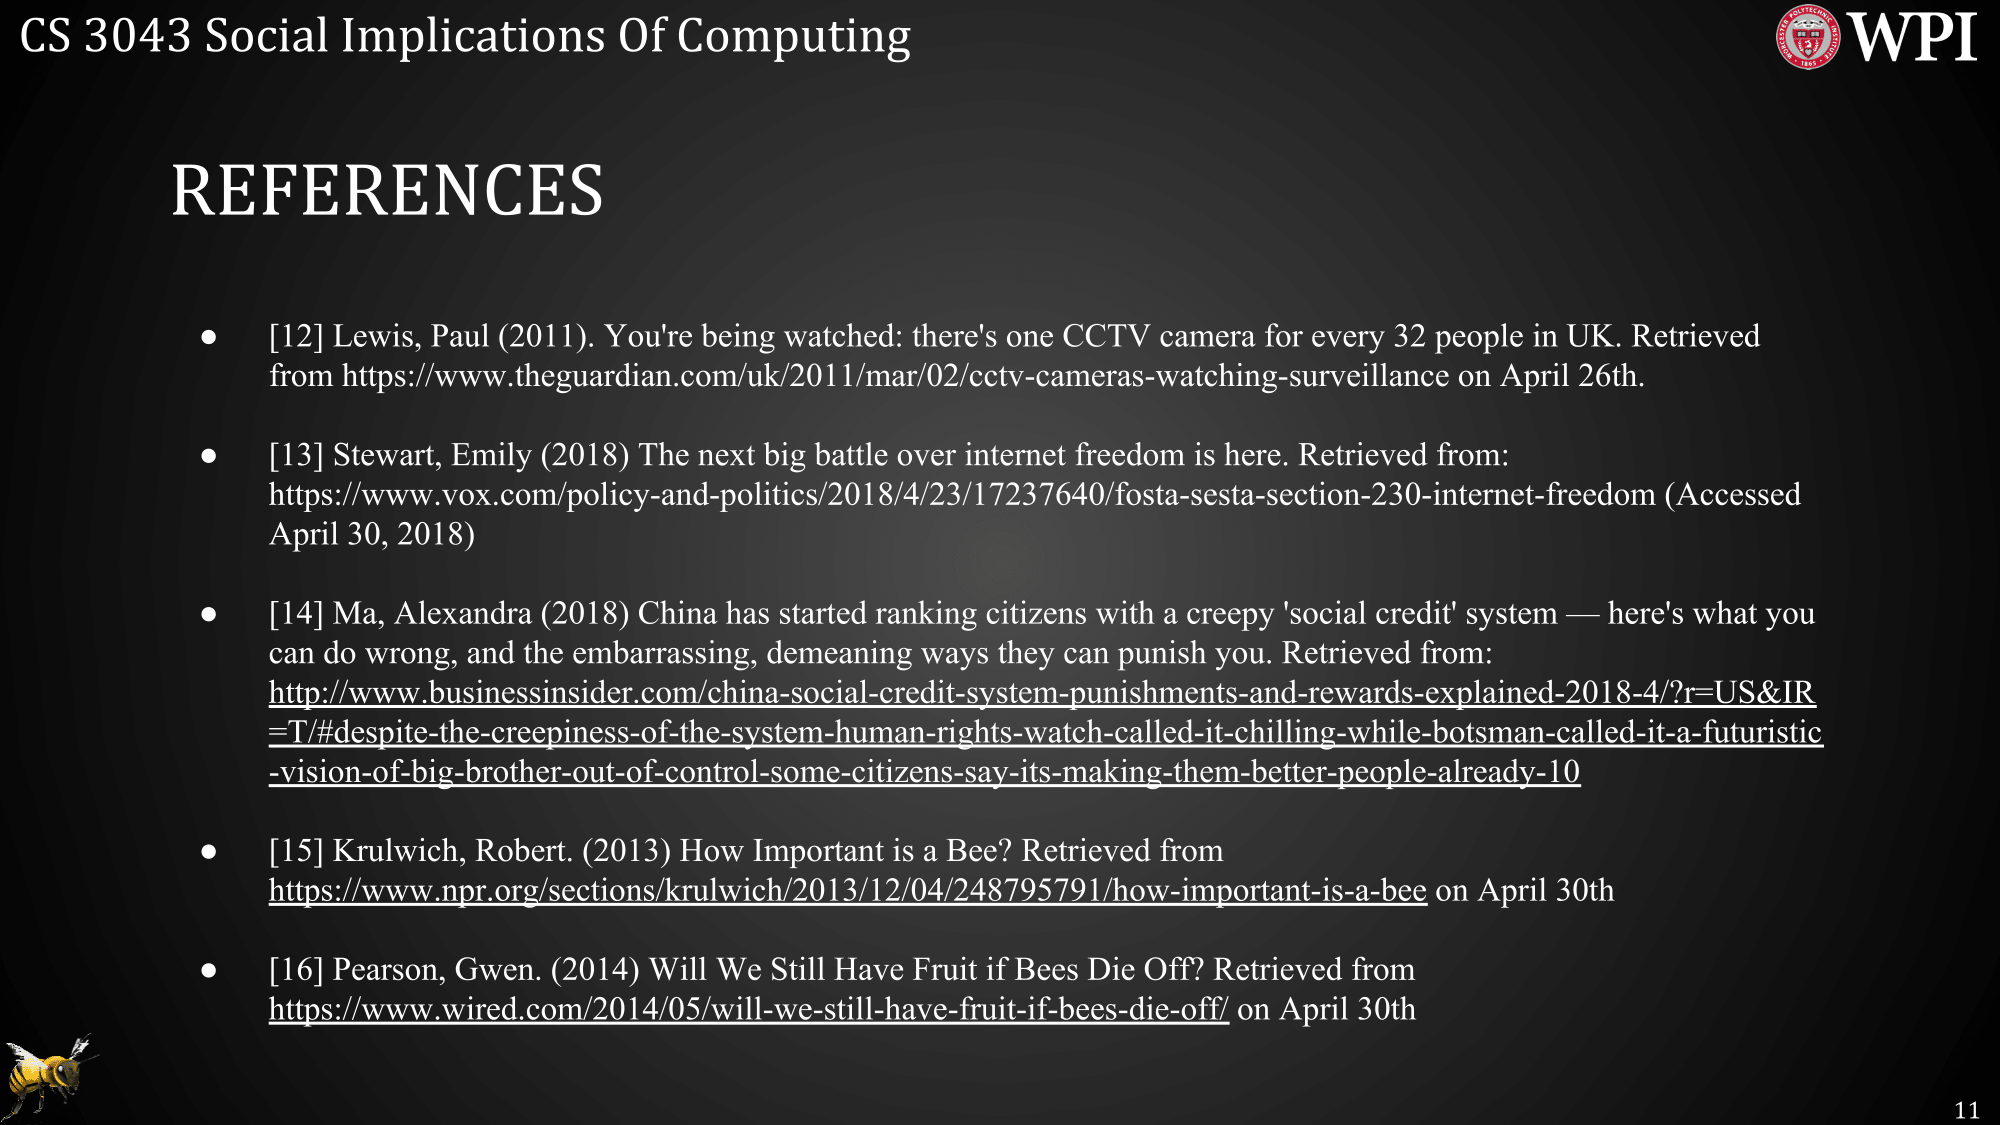 CS 3043 Social Implications Of Computing
WORCESTER POLYTECHNIC INSTITUTE
1865
WPI
REFERENCES
● [12] Lewis, Paul (2011). You're being watched: there's one CCTV camera for every 32 people in UK. Retrieved
from https://www.theguardian.com/uk/2011/mar/02/cctv-cameras-watching-surveillance on April 26th.
● [13] Stewart, Emily (2018) The next big battle over internet freedom is here. Retrieved from:
https://www.vox.com/policy-and-politics/2018/4/23/17237640/fosta-sesta-section-230-internet-freedom (Accessed
April 30, 2018)
● [14] Ma, Alexandra (2018) China has started ranking citizens with a creepy 'social credit' system — here's what you
can do wrong, and the embarrassing, demeaning ways they can punish you. Retrieved from:
http://www.businessinsider.com/china-social-credit-system-punishments-and-rewards-explained-2018-4/?r=US&IR
=T/#despite-the-creepiness-of-the-system-human-rights-watch-called-it-chilling-while-botsman-called-it-a-futuristic
-vision-of-big-brother-out-of-control-some-citizens-say-its-making-them-better-people-already-10
● [15] Krulwich, Robert. (2013) How Important is a Bee? Retrieved from
https://www.npr.org/sections/krulwich/2013/12/04/248795791/how-important-is-a-bee on April 30th
● [16] Pearson, Gwen. (2014) Will We Still Have Fruit if Bees Die Off? Retrieved from
https://www.wired.com/2014/05/will-we-still-have-fruit-if-bees-die-off/ on April 30th
11